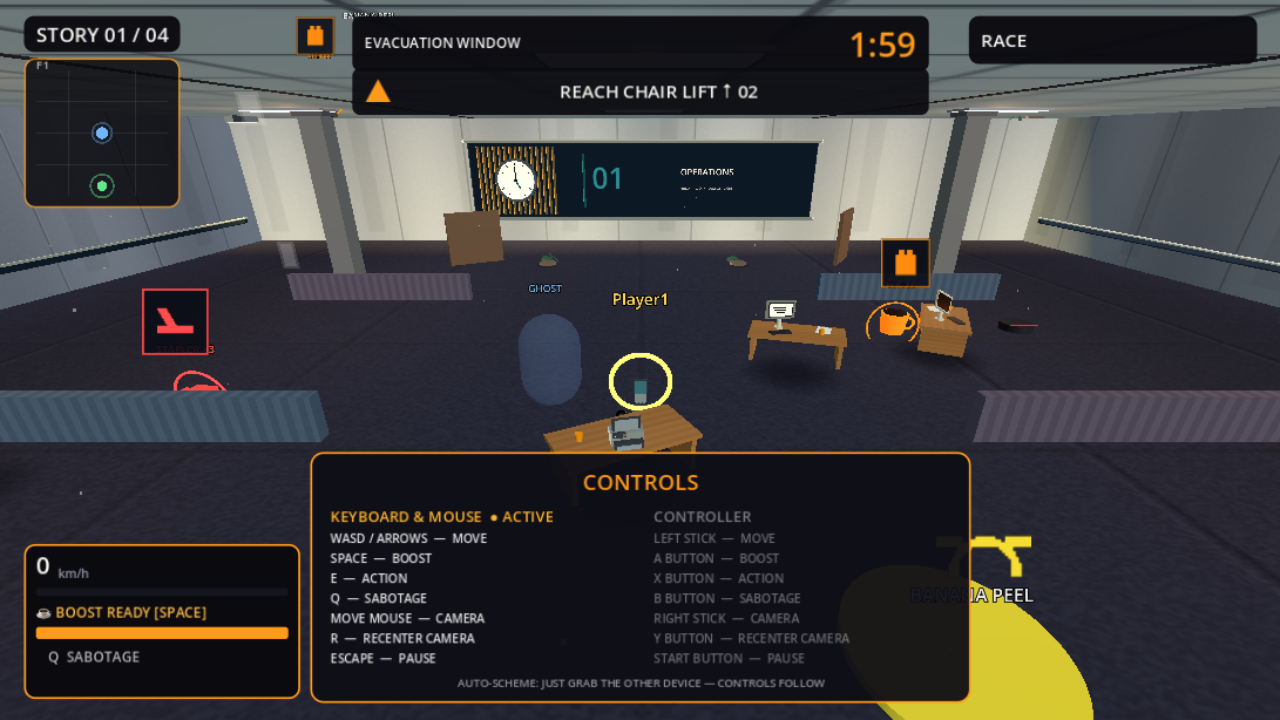 STORY 01 / 04
BANANA PEEL
EVACUATION WINDOW
1:59
RACE
F1
REACH CHAIR LIFT ↑ 02
01
OPERATIONS
GHOST
Player1
CONTROLS
KEYBOARD & MOUSE ● ACTIVE
WASD / ARROWS — MOVE
SPACE — BOOST
E — ACTION
Q — SABOTAGE
MOVE MOUSE — CAMERA
R — RECENTER CAMERA
ESCAPE — PAUSE
CONTROLLER
LEFT STICK — MOVE
A BUTTON — BOOST
X BUTTON — ACTION
B BUTTON — SABOTAGE
RIGHT STICK — CAMERA
Y BUTTON — RECENTER CAMERA
START BUTTON — PAUSE
AUTO-SCHEME: JUST GRAB THE OTHER DEVICE — CONTROLS FOLLOW
0 km/h
BOOST READY [SPACE]
Q SABOTAGE
BANANA PEEL